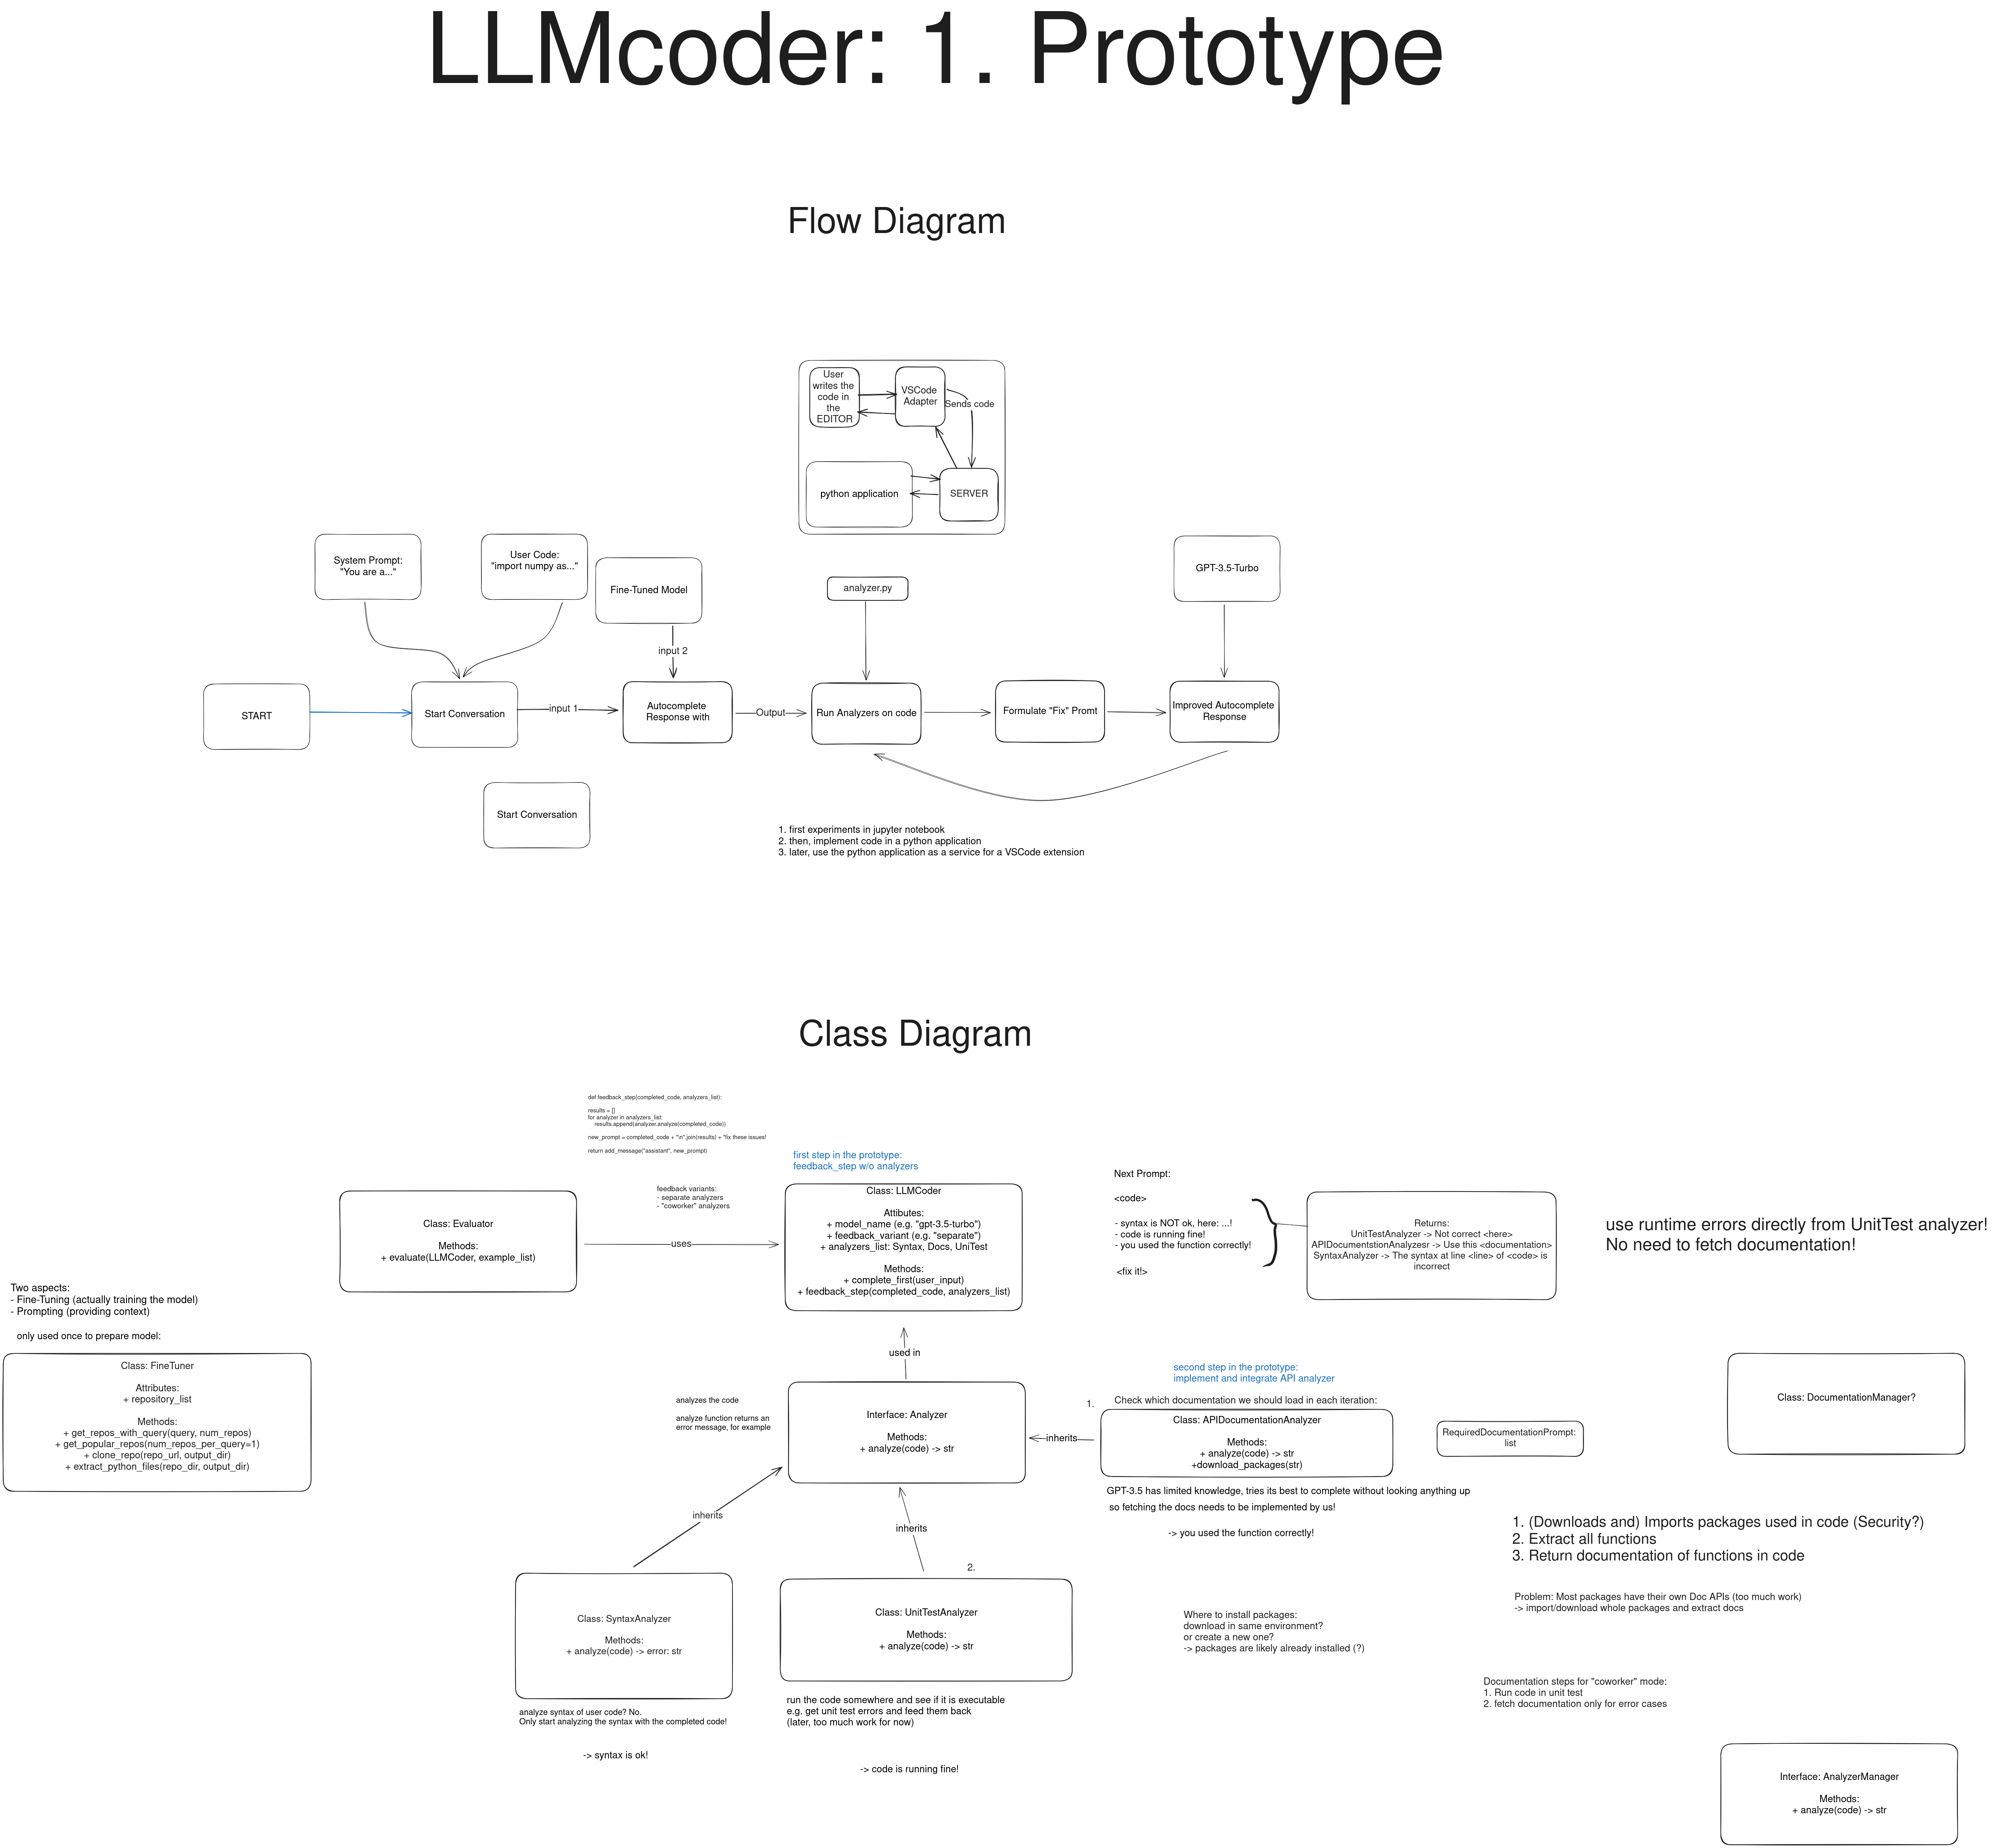 LLMcoder: 1. Prototype
Flow Diagram
User
writes the
code in
the
EDITOR
VSCode
Adapter
Sends code
python application
SERVER
System Prompt:
"You are a..."
User Code:
"import numpy as..."
Fine-Tuned Model
analyzer.py
GPT-3.5-Turbo
input 2
START
Start Conversation
input 1
Autocomplete
Response with
Output
Run Analyzers on code
Formulate "Fix" Promt
Improved Autocomplete
Response
Start Conversation
1. first experiments in jupyter notebook
2. then, implement code in a python application
3. later, use the python application as a service for a VSCode extension
Class Diagram
def feedback_step(completed_code, analyzers_list):
results = []
for analyzer in analyzers_list:
results.append(analyzer.analyze(completed_code))
new_prompt = completed_code + "\n".join(results) + "fix these issues!
return add_message("assistant", new_prompt)
first step in the prototype:
feedback_step w/o analyzers
feedback variants:
- separate analyzers
- "coworker" analyzers
Class: Evaluator
Methods:
+ evaluate(LLMCoder, example_list)
uses
Class: LLMCoder
Attibutes:
+ model_name (e.g. "gpt-3.5-turbo")
+ feedback_variant (e.g. "separate")
+ analyzers_list: Syntax, Docs, UniTest
Methods:
+ complete_first(user_input)
+ feedback_step(completed_code, analyzers_list)
Next Prompt:
<code>
- syntax is NOT ok, here: ...!
- code is running fine!
- you used the function correctly!
<fix it!>
Returns:
UnitTestAnalyzer -> Not correct <here>
APIDocumentstionAnalyzesr -> Use this <documentation>
SyntaxAnalyzer -> The syntax at line <line> of <code> is
incorrect
use runtime errors directly from UnitTest analyzer!
No need to fetch documentation!
Two aspects:
- Fine-Tuning (actually training the model)
- Prompting (providing context)
only used once to prepare model:
Class: FineTuner
Attributes:
+ repository_list
Methods:
+ get_repos_with_query(query, num_repos)
+ get_popular_repos(num_repos_per_query=1)
+ clone_repo(repo_url, output_dir)
+ extract_python_files(repo_dir, output_dir)
used in
analyzes the code
analyze function returns an
error message, for example
Interface: Analyzer
Methods:
+ analyze(code) -> str
second step in the prototype:
implement and integrate API analyzer
1.
Check which documentation we should load in each iteration:
inherits
Class: APIDocumentationAnalyzer
Methods:
+ analyze(code) -> str
+download_packages(str)
RequiredDocumentationPrompt:
list
Class: DocumentationManager?
GPT-3.5 has limited knowledge, tries its best to complete without looking anything up
so fetching the docs needs to be implemented by us!
-> you used the function correctly!
1. (Downloads and) Imports packages used in code (Security?)
2. Extract all functions
3. Return documentation of functions in code
inherits
inherits
2.
Class: SyntaxAnalyzer
Methods:
+ analyze(code) -> error: str
Class: UnitTestAnalyzer
Methods:
+ analyze(code) -> str
Problem: Most packages have their own Doc APIs (too much work)
-> import/download whole packages and extract docs
Where to install packages:
download in same environment?
or create a new one?
-> packages are likely already installed (?)
Documentation steps for "coworker" mode:
1. Run code in unit test
2. fetch documentation only for error cases
analyze syntax of user code? No.
Only start analyzing the syntax with the completed code!
-> syntax is ok!
run the code somewhere and see if it is executable
e.g. get unit test errors and feed them back
(later, too much work for now)
-> code is running fine!
Interface: AnalyzerManager
Methods:
+ analyze(code) -> str